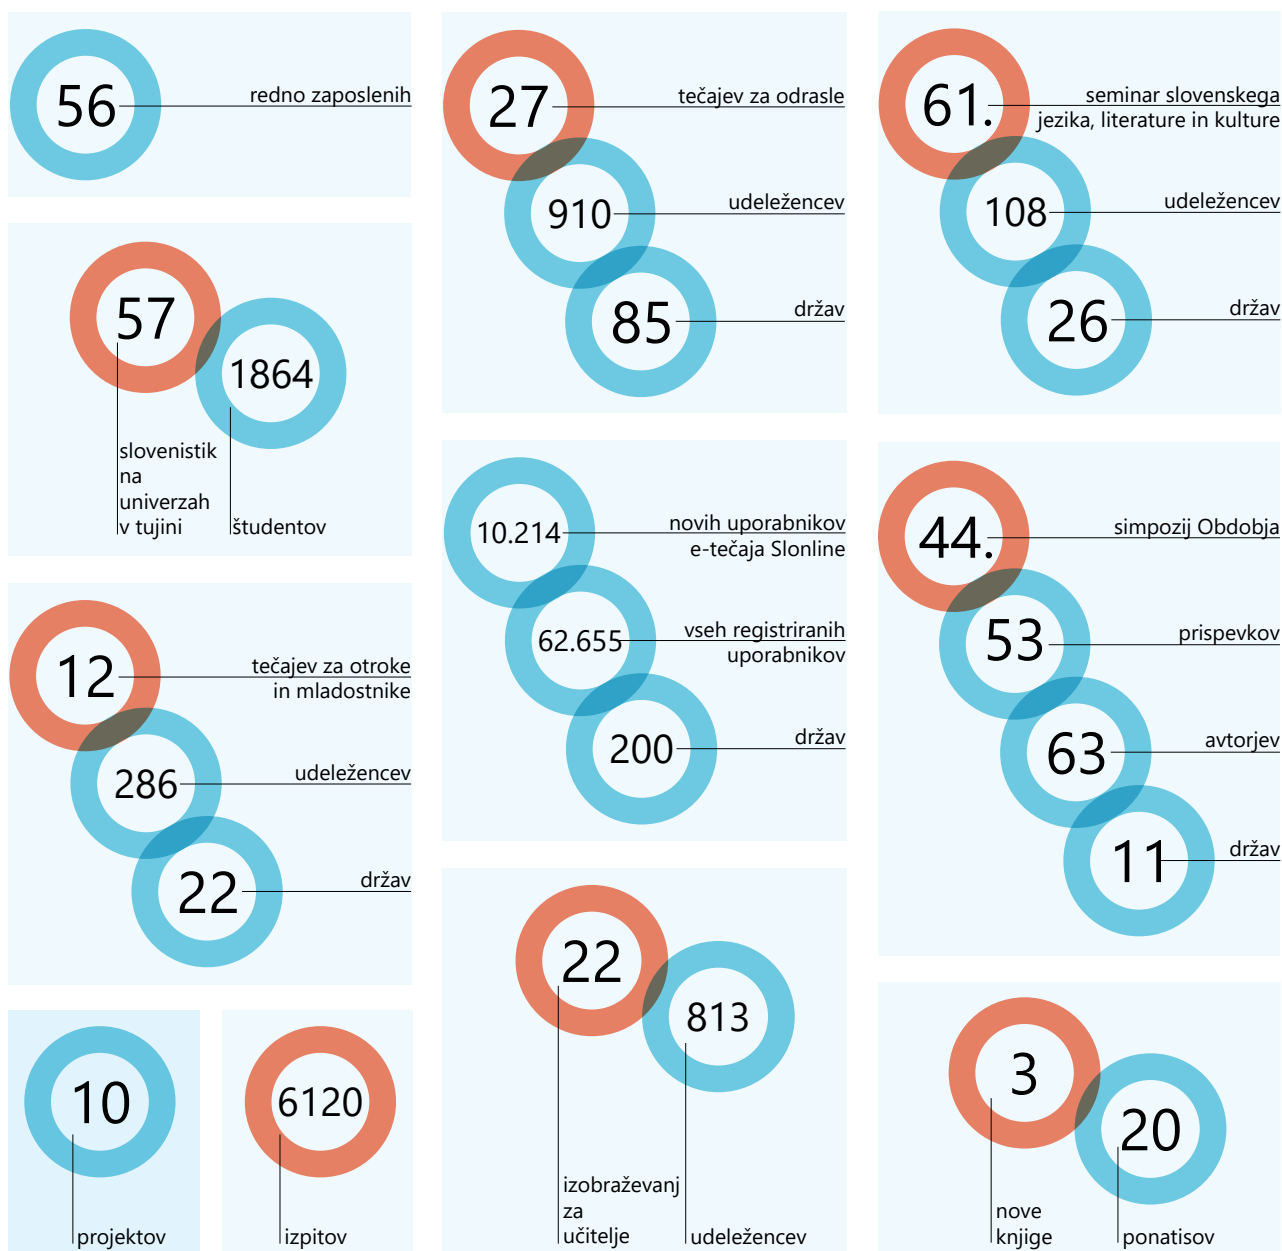 56
redno zaposlenih
57
1864
slovenistik
na
univerzah
v tujini
študentov
12
tečajev za otroke
in mladostnike
286
udeležencev
22
držav
10
projektov
6120
izpitov
27
tečajev za odrasle
910
udeležencev
85
držav
10.214
novih uporabnikov
e-tečaja Slonline
62.655
vseh registriranih
uporabnikov
200
držav
22
813
izobraževanj
za
učitelje
udeležencev
61.
seminar slovenskega
jezika, literature in kulture
108
udeležencev
26
držav
44.
simpozij Obdobja
53
prispevkov
63
avtorjev
11
držav
3
20
nove
knjige
ponatisov